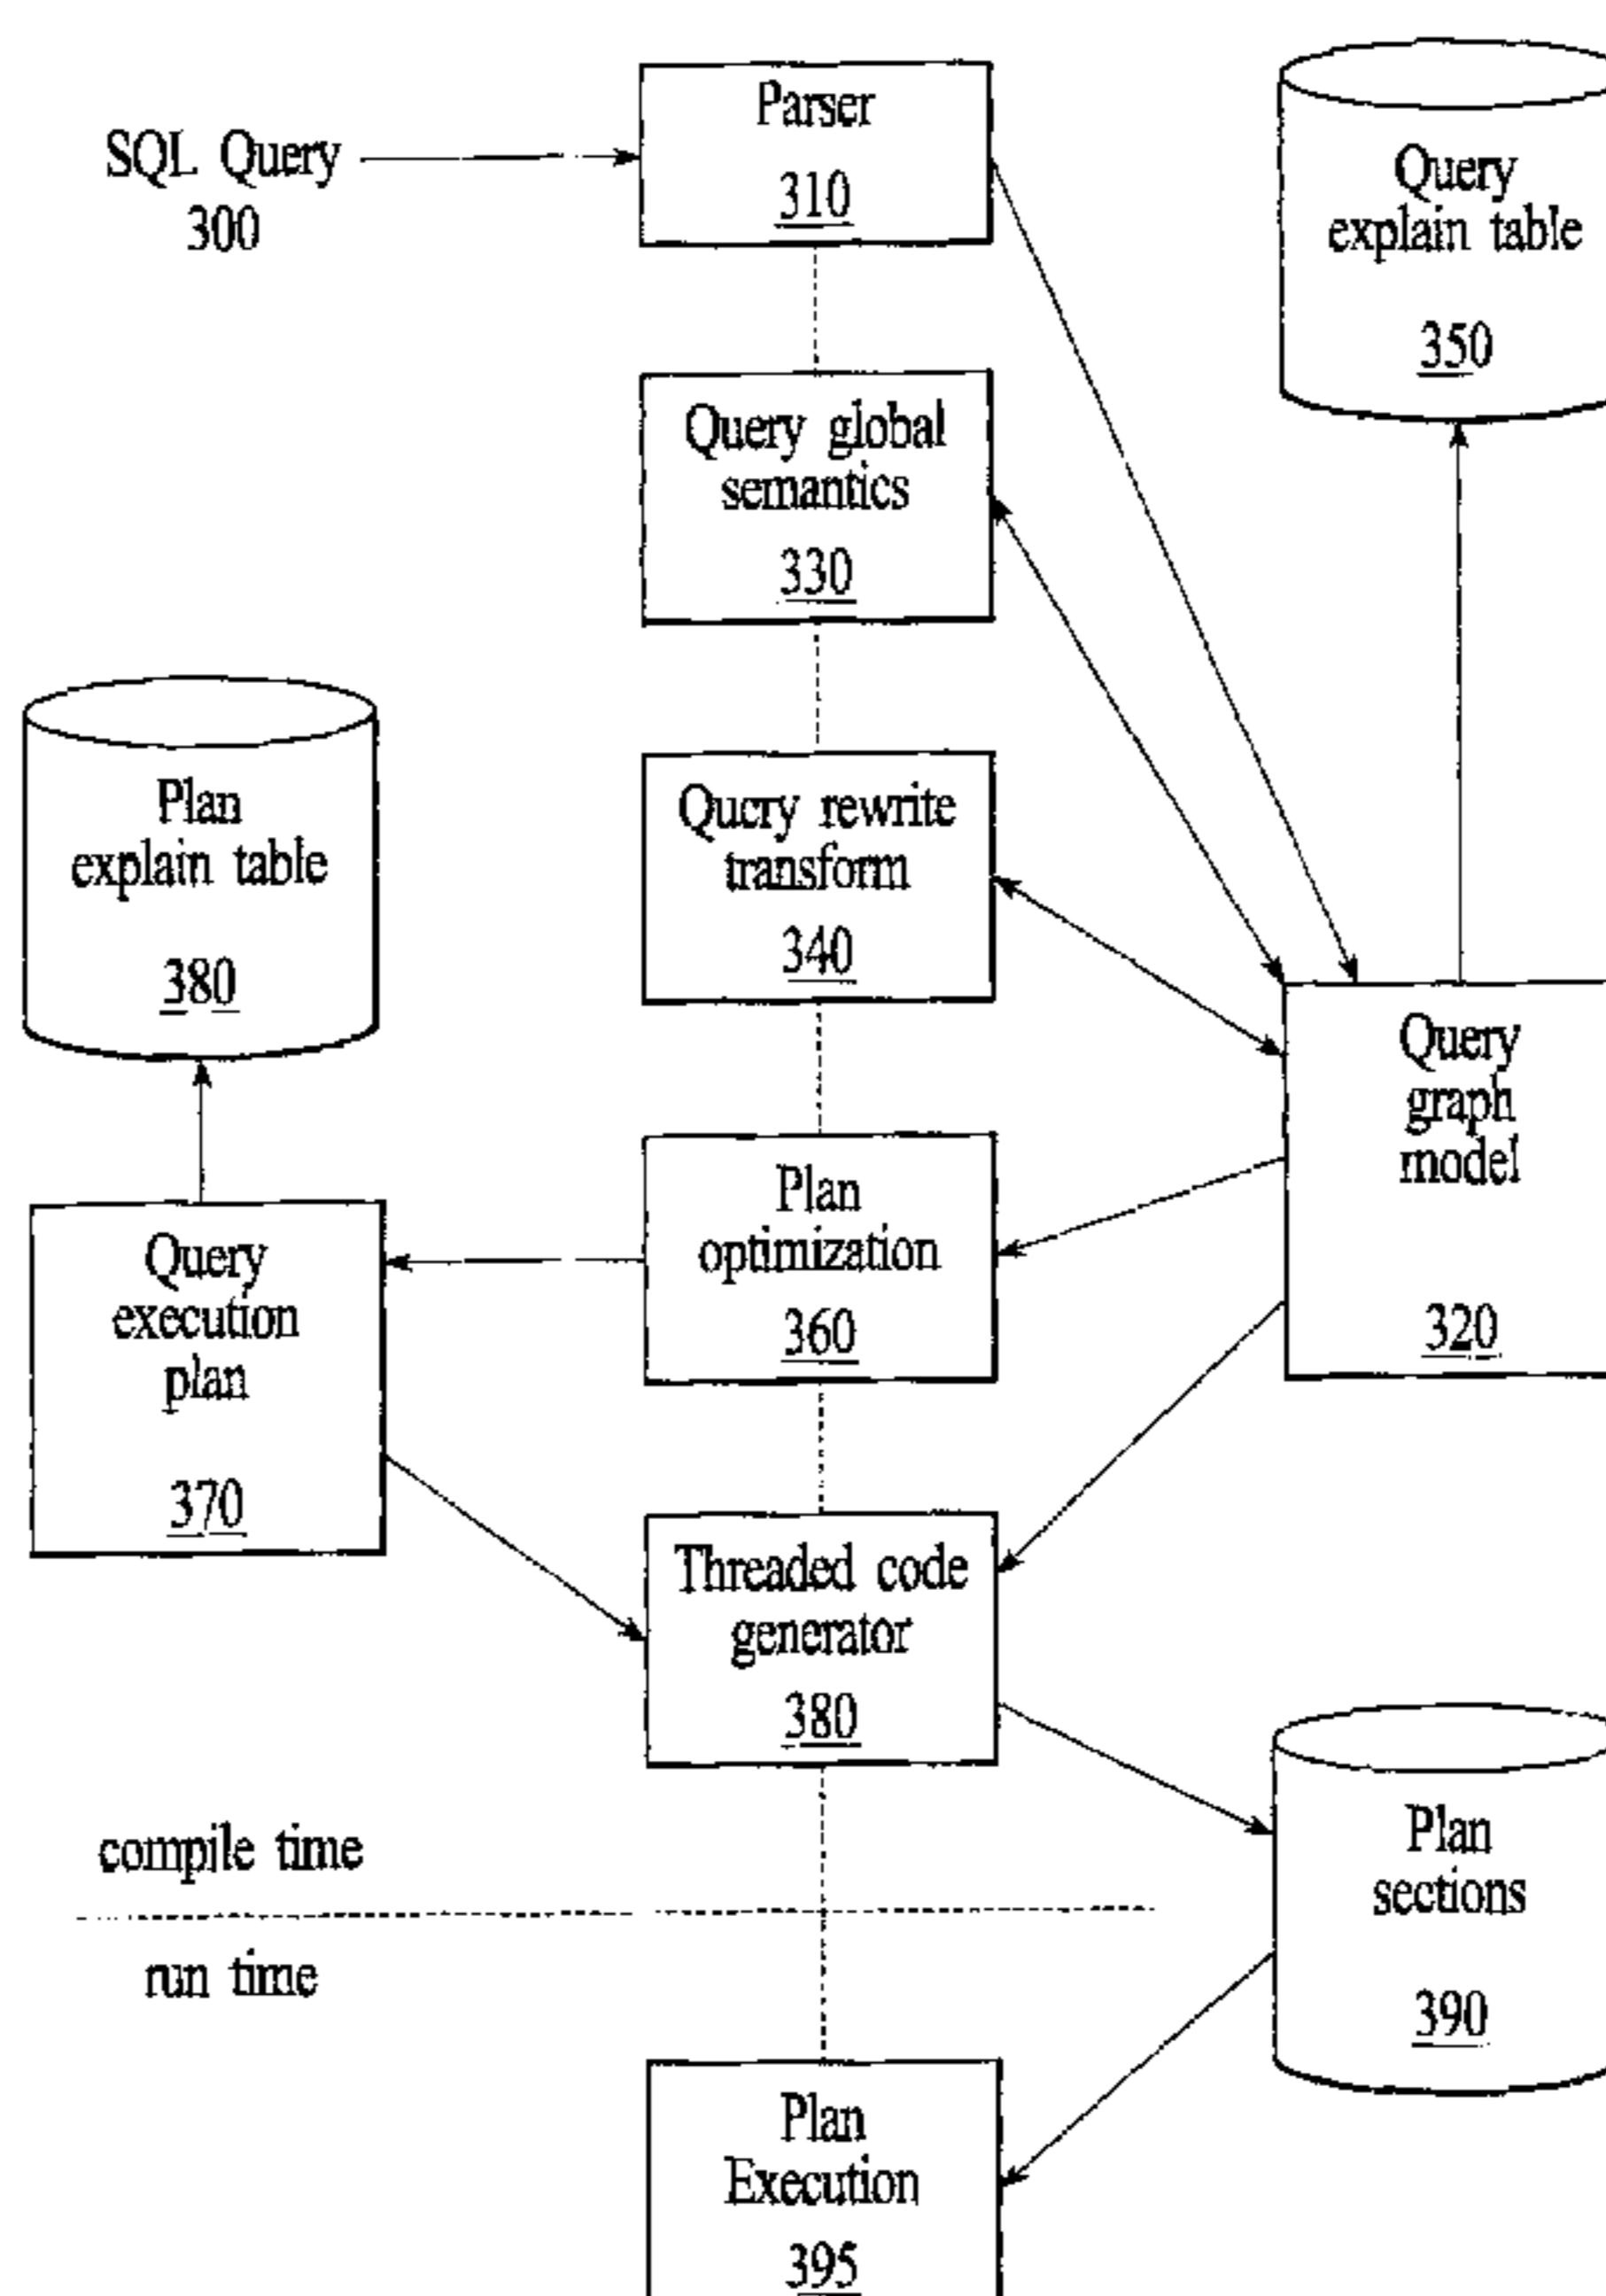 SQL Query
300
Parser
310
Query
explain table
350
Query global
semantics
330
Plan
explain table
380
Query rewrite
transform
340
Query
graph
model
320
Plan
optimization
360
Query
execution
plan
370
Threaded code
generator
380
compile time
run time
Plan
sections
390
Plan
Execution
395